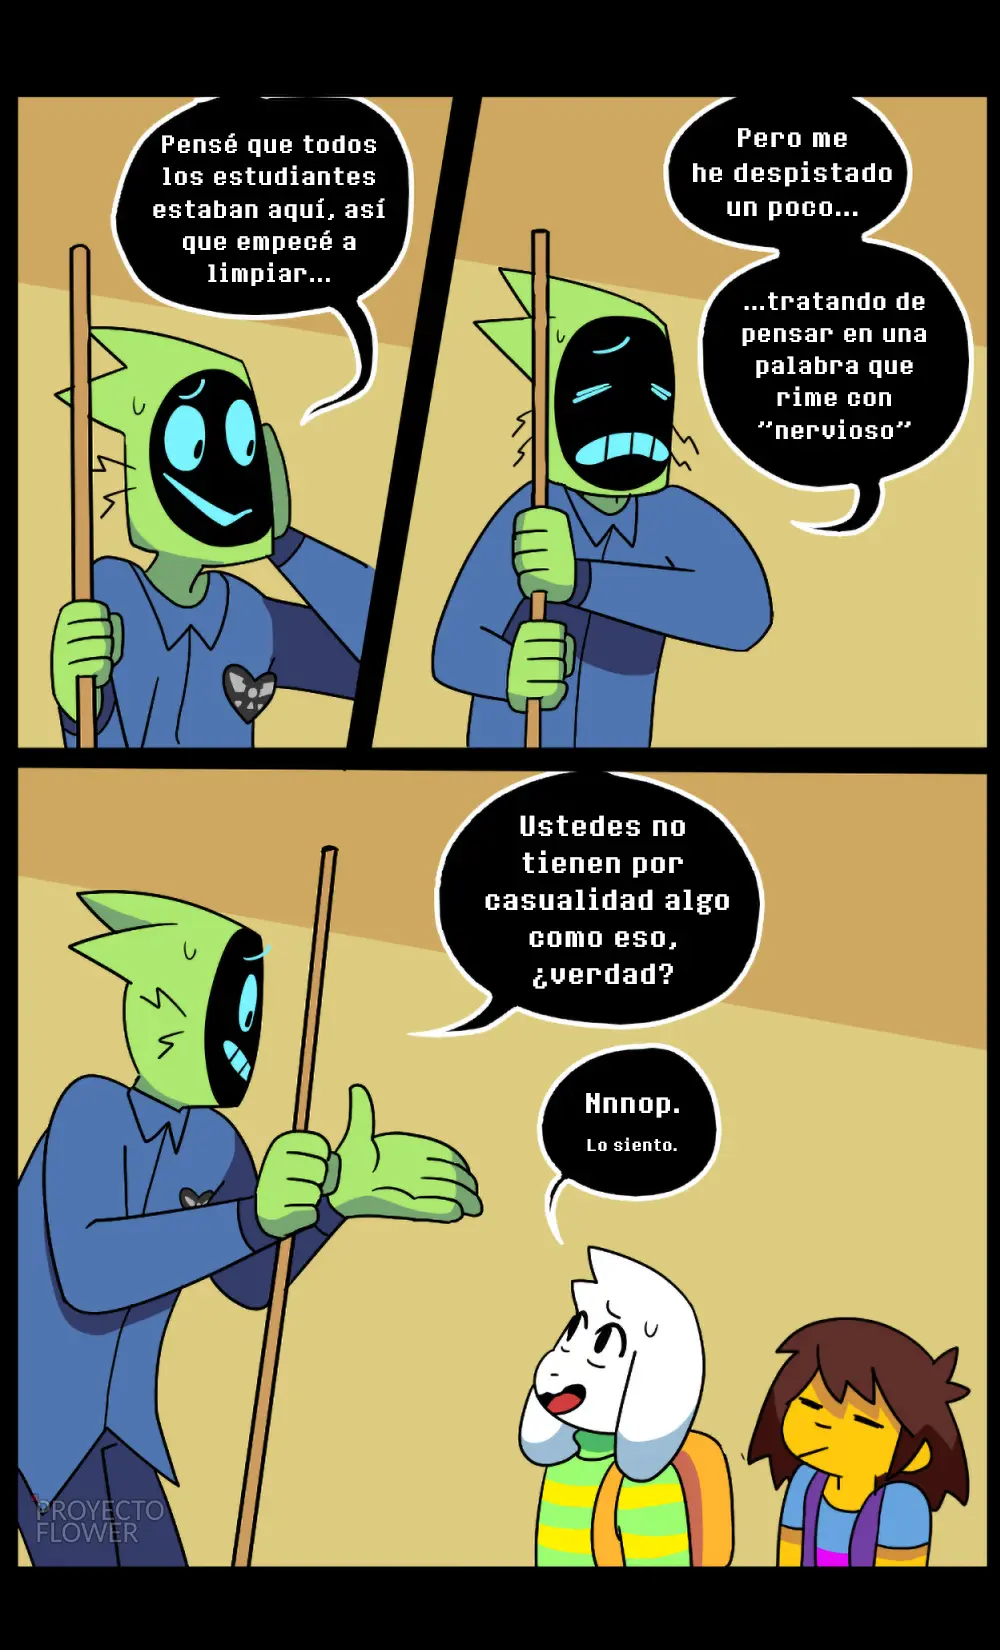 Pensé que todos
los estudiantes
estaban aquí, así
que empecé a
limpiar...
Pero me
he despistado
un poco...
...tratando de
pensar en una
palabra que
rime con
"nervioso"
Ustedes no
tienen por
casualidad algo
como eso,
¿verdad?
Nnnop.
Lo siento.
PROYECTO
FLOWER